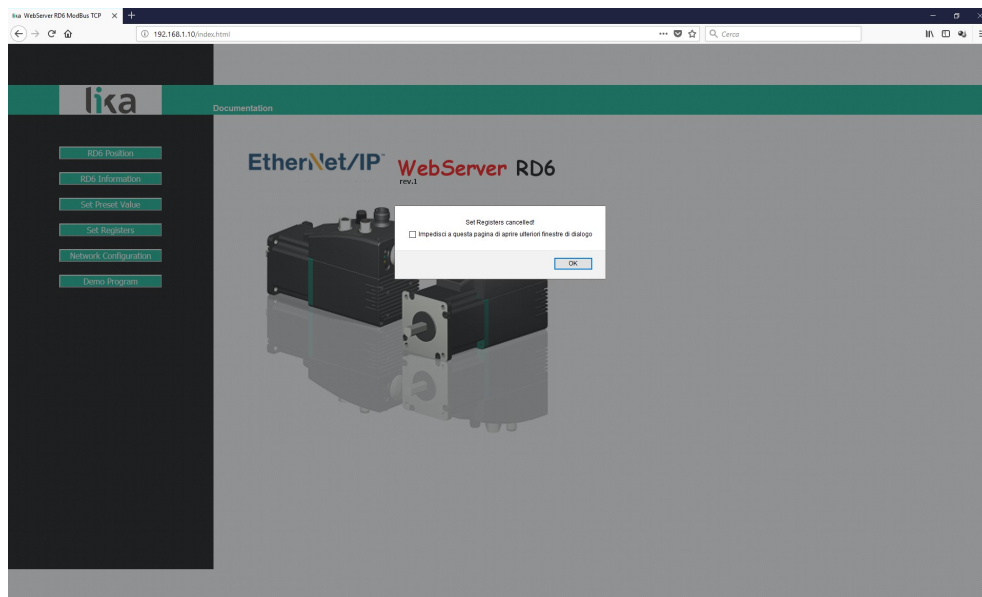 lika WebServer RD6 ModBus TCP
192.168.1.10/index.html
Cerca
lika
Documentation
RD6 Position
RD6 Information
Set Preset Value
Set Registers
Network Configuration
Demo Program
EtherNet/IP™
WebServer RD6
rev.1
Set Registers cancelled!
Impedisci a questa pagina di aprire ulteriori finestre di dialogo
OK